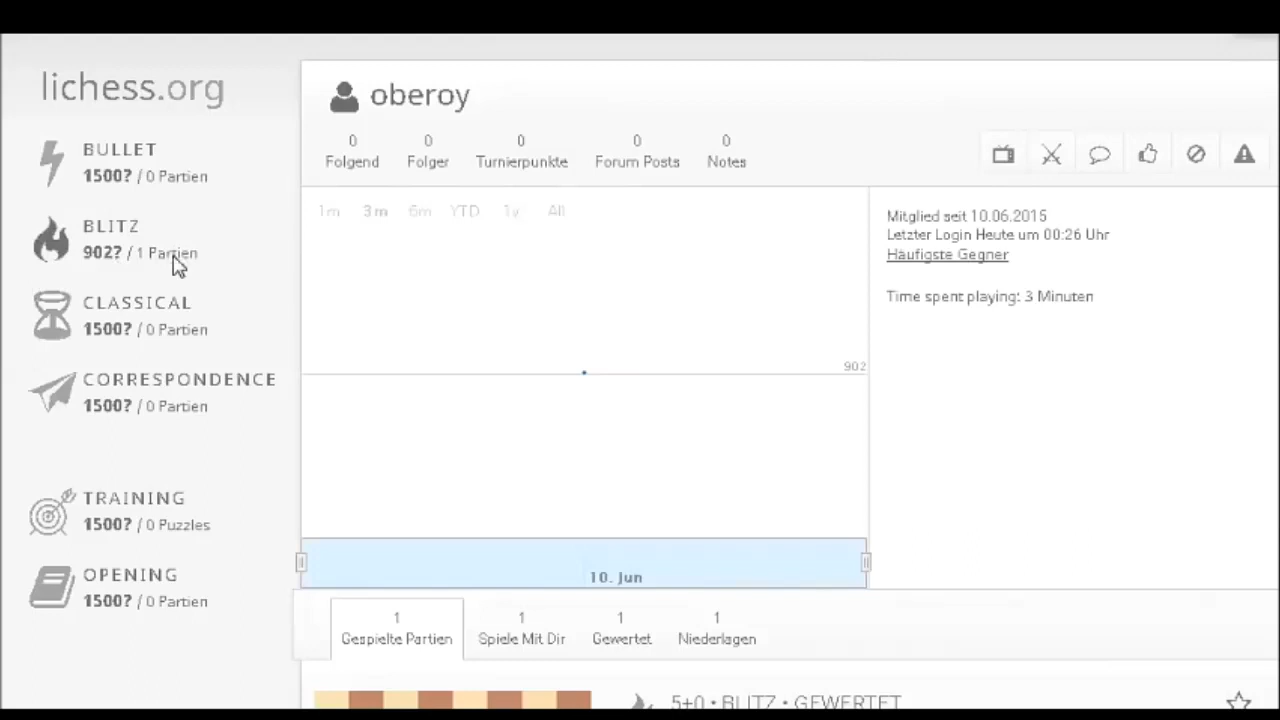 lichess.org
BULLET
1500? / 0 Partien
BLITZ
902? / 1 Partien
CLASSICAL
1500? / 0 Partien
CORRESPONDENCE
1500? / 0 Partien
TRAINING
1500? / 0 Puzzles
OPENING
1500? / 0 Partien
oberoy
0 0 0 0 0
Folgend Folger Turnierpunkte Forum Posts Notes
1m 3m 6m YTD 1y All
902
10. Jun
Mitglied seit 10.06.2015
Letzter Login Heute um 00:26 Uhr
Häufigste Gegner
Time spent playing: 3 Minuten
1 1 1 1
Gespielte Partien Spiele Mit Dir Gewertet Niederlagen
5+0 • BLITZ • GEWERTET